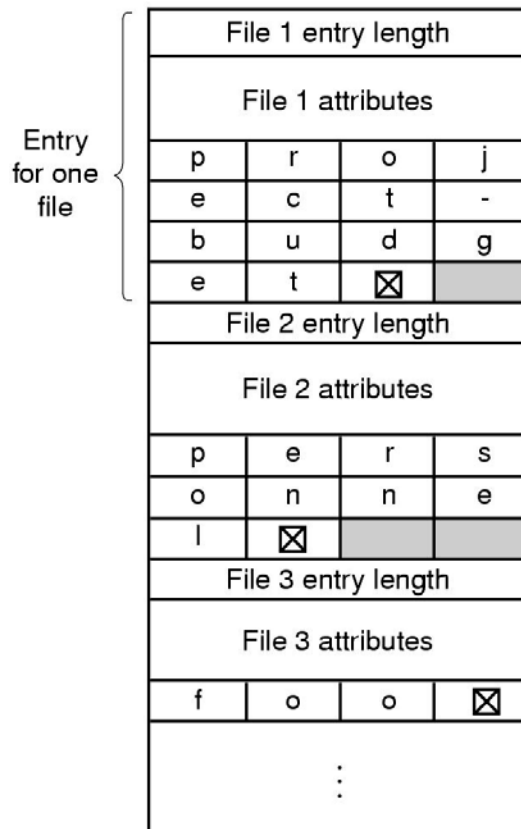 File 1 entry length
File 1 attributes
Entry
for one
file
p r o j
e c t -
b u d g
e t ☒
File 2 entry length
File 2 attributes
p e r s
o n n e
l ☒
File 3 entry length
File 3 attributes
f o o ☒
⋮